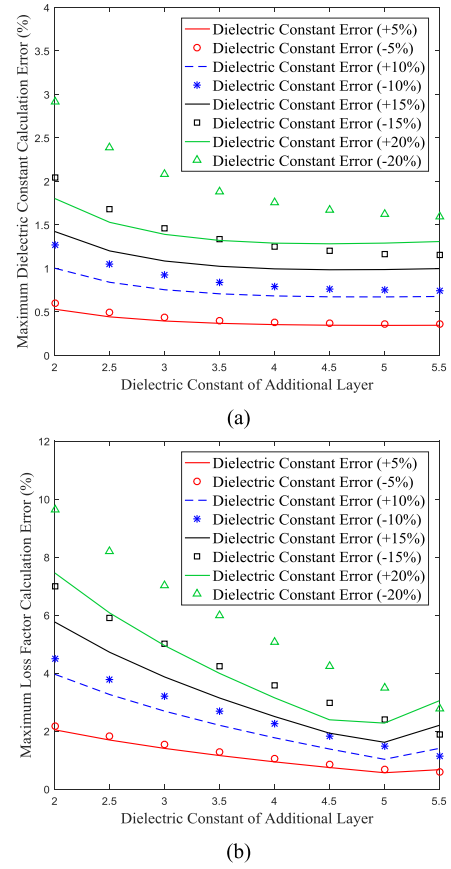 4
3.5
3
2.5
2
1.5
1
0.5
0
Maximum Dielectric Constant Calculation Error (%)
Dielectric Constant Error (+5%)
Dielectric Constant Error (-5%)
Dielectric Constant Error (+10%)
Dielectric Constant Error (-10%)
Dielectric Constant Error (+15%)
Dielectric Constant Error (-15%)
Dielectric Constant Error (+20%)
Dielectric Constant Error (-20%)
2 2.5 3 3.5 4 4.5 5 5.5
Dielectric Constant of Additional Layer
(a)
12
10
8
6
4
2
0
Maximum Loss Factor Calculation Error (%)
Dielectric Constant Error (+5%)
Dielectric Constant Error (-5%)
Dielectric Constant Error (+10%)
Dielectric Constant Error (-10%)
Dielectric Constant Error (+15%)
Dielectric Constant Error (-15%)
Dielectric Constant Error (+20%)
Dielectric Constant Error (-20%)
2 2.5 3 3.5 4 4.5 5 5.5
Dielectric Constant of Additional Layer
(b)